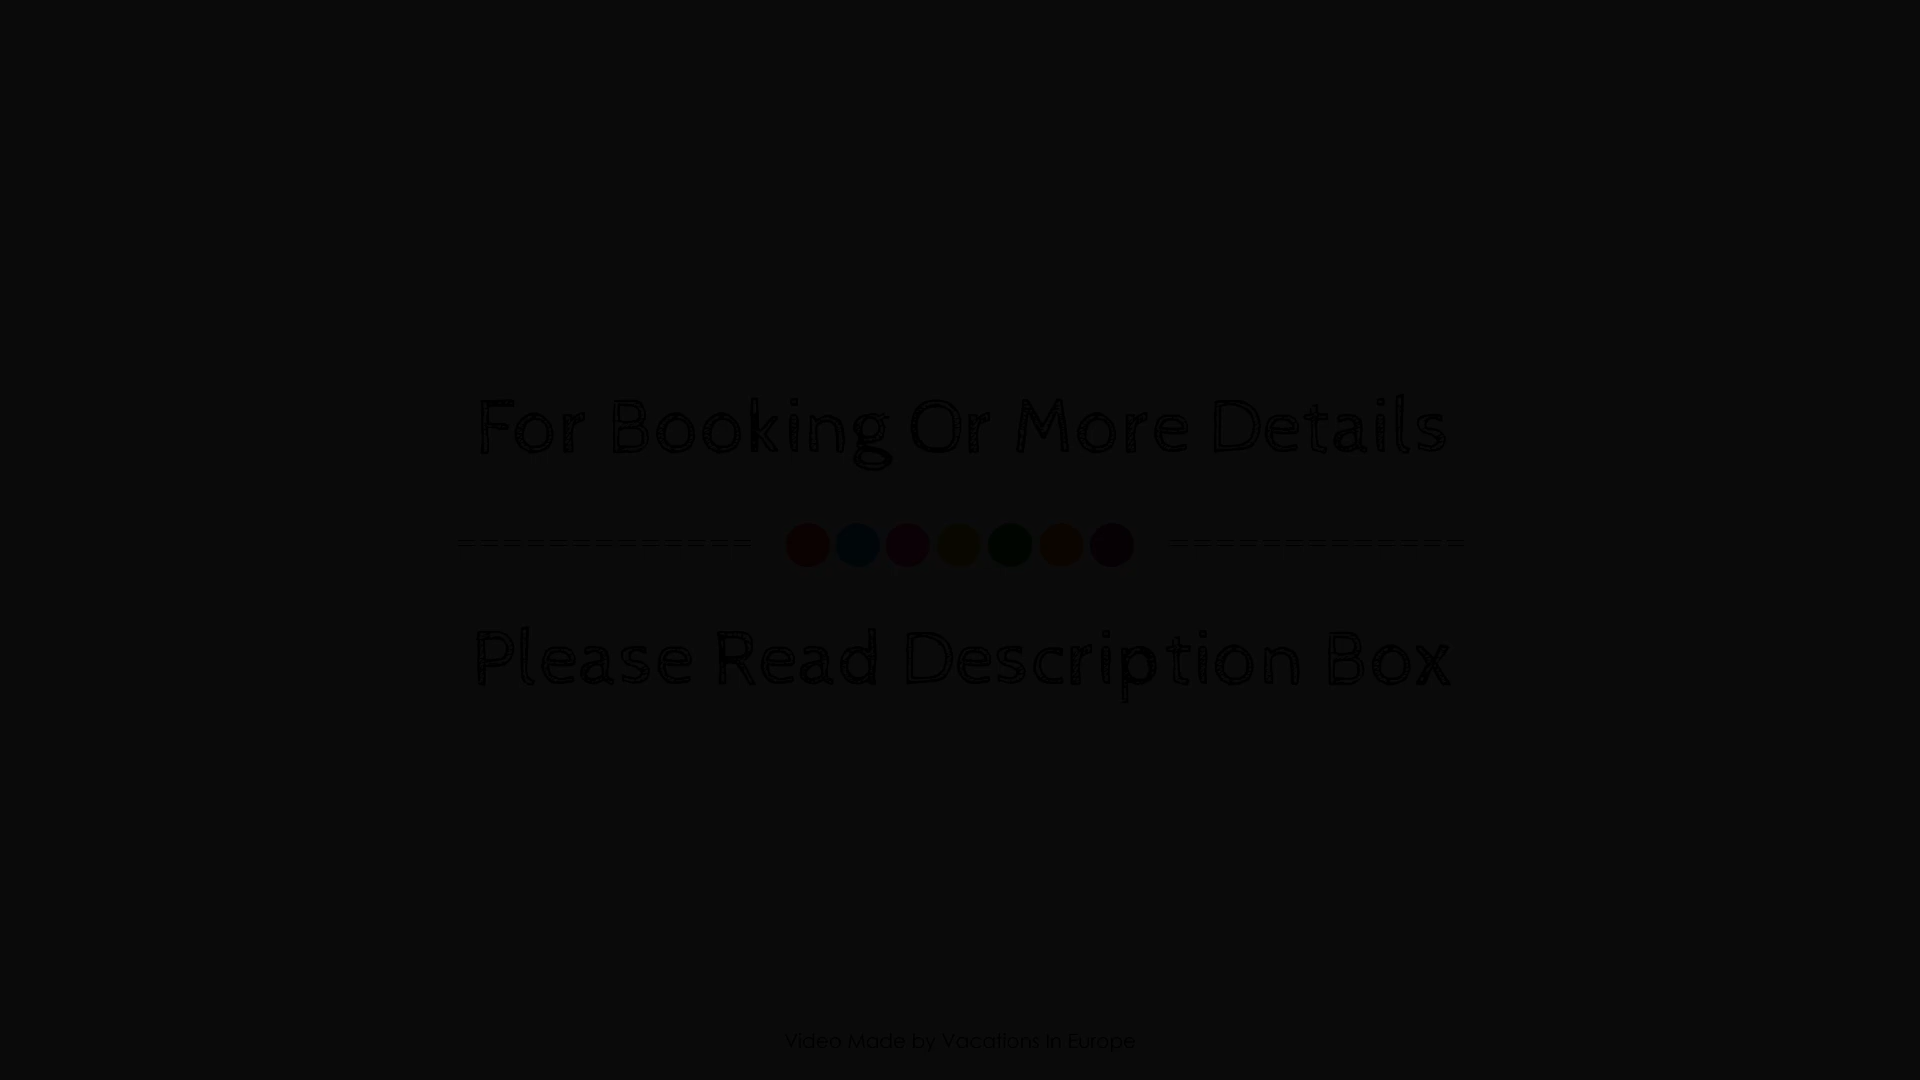 For Booking Or More Details
Please Read Description Box
Video Made by Vacations In Europe